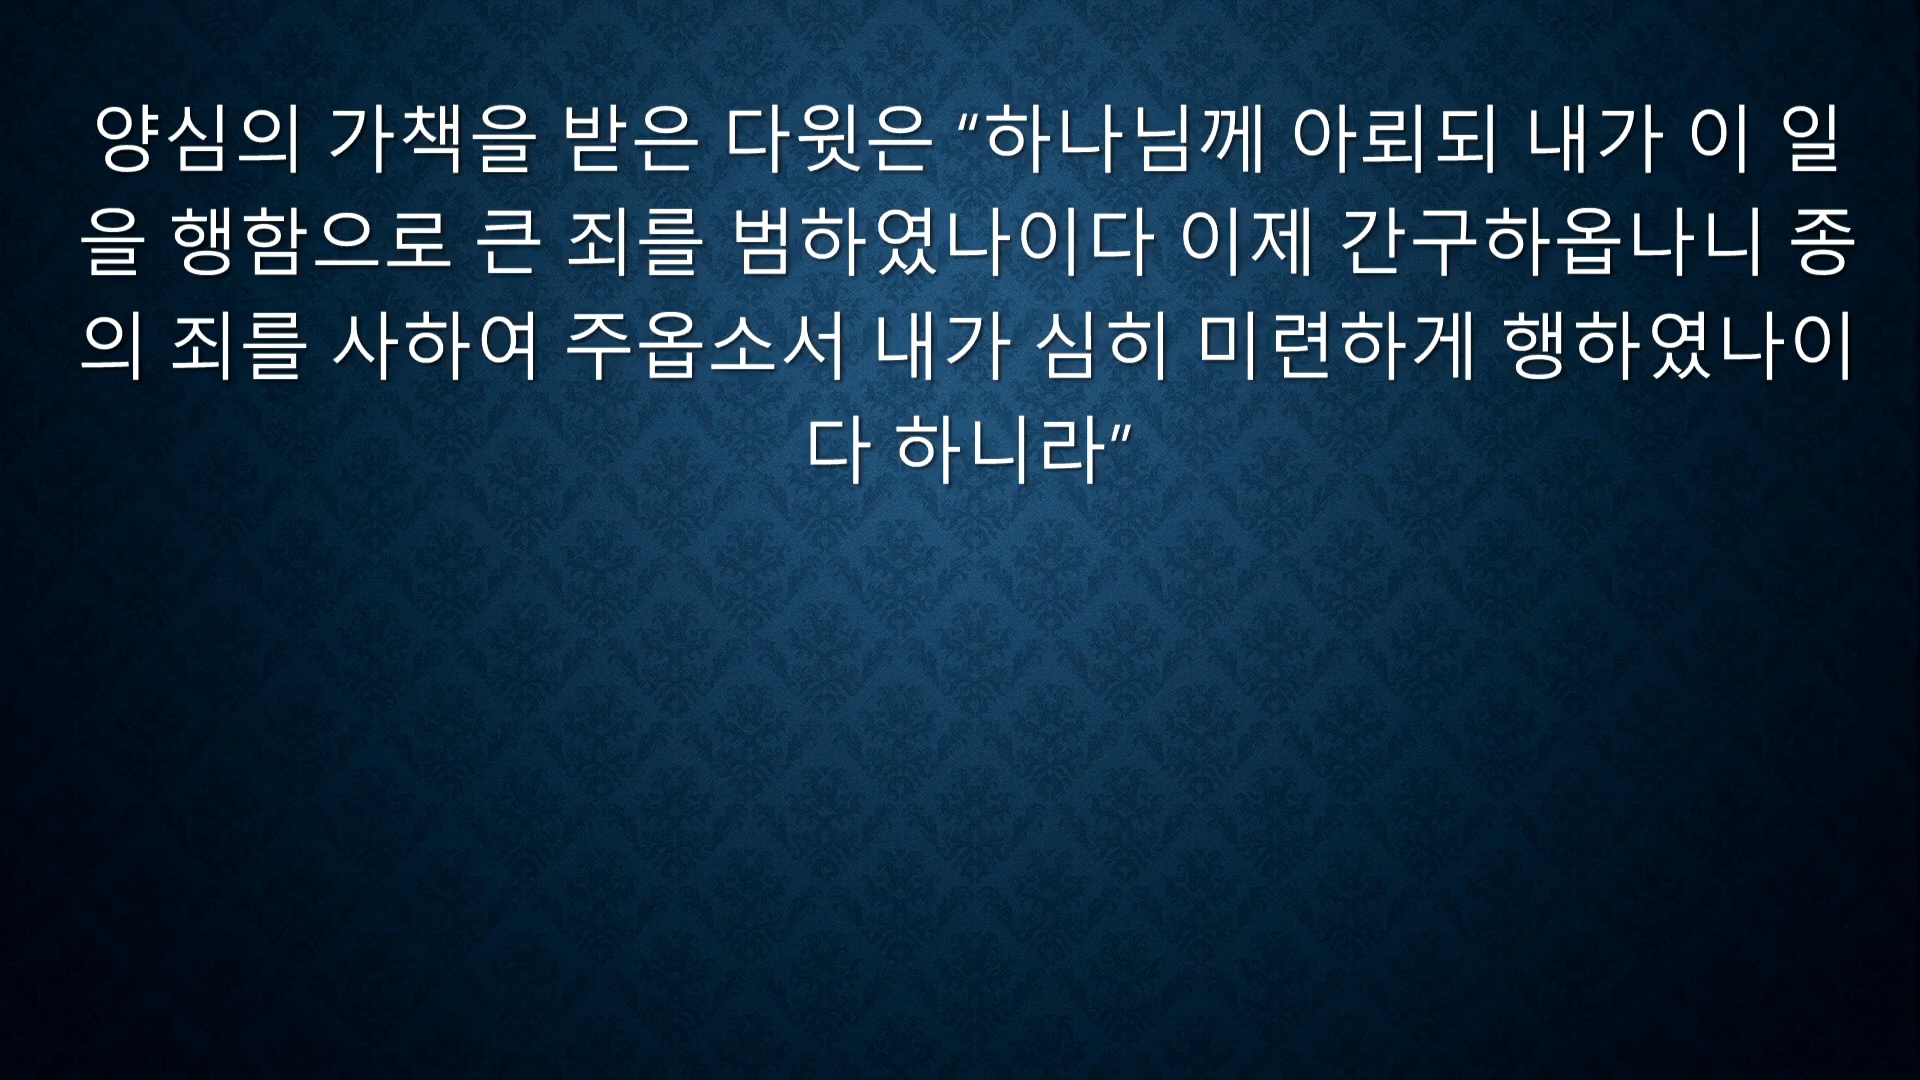 양심의 가책을 받은 다윗은 “하나님께 아뢰되 내가 이 일
을 행함으로 큰 죄를 범하였나이다 이제 간구하옵나니 종
의 죄를 사하여 주옵소서 내가 심히 미련하게 행하였나이
다 하니라”